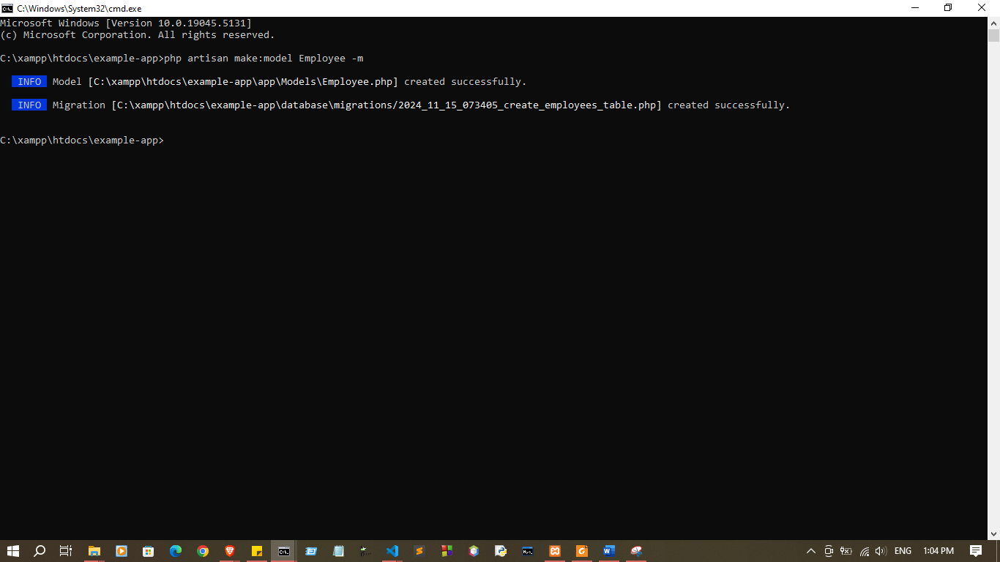 C:\Windows\System32\cmd.exe
Microsoft Windows [Version 10.0.19045.5131]
(c) Microsoft Corporation. All rights reserved.
C:\xampp\htdocs\example-app>php artisan make:model Employee -m
INFO Model [C:\xampp\htdocs\example-app\app\Models\Employee.php] created successfully.
INFO Migration [C:\xampp\htdocs\example-app\database\migrations/2024_11_15_073405_create_employees_table.php] created successfully.
C:\xampp\htdocs\example-app>
ENG 1:04 PM